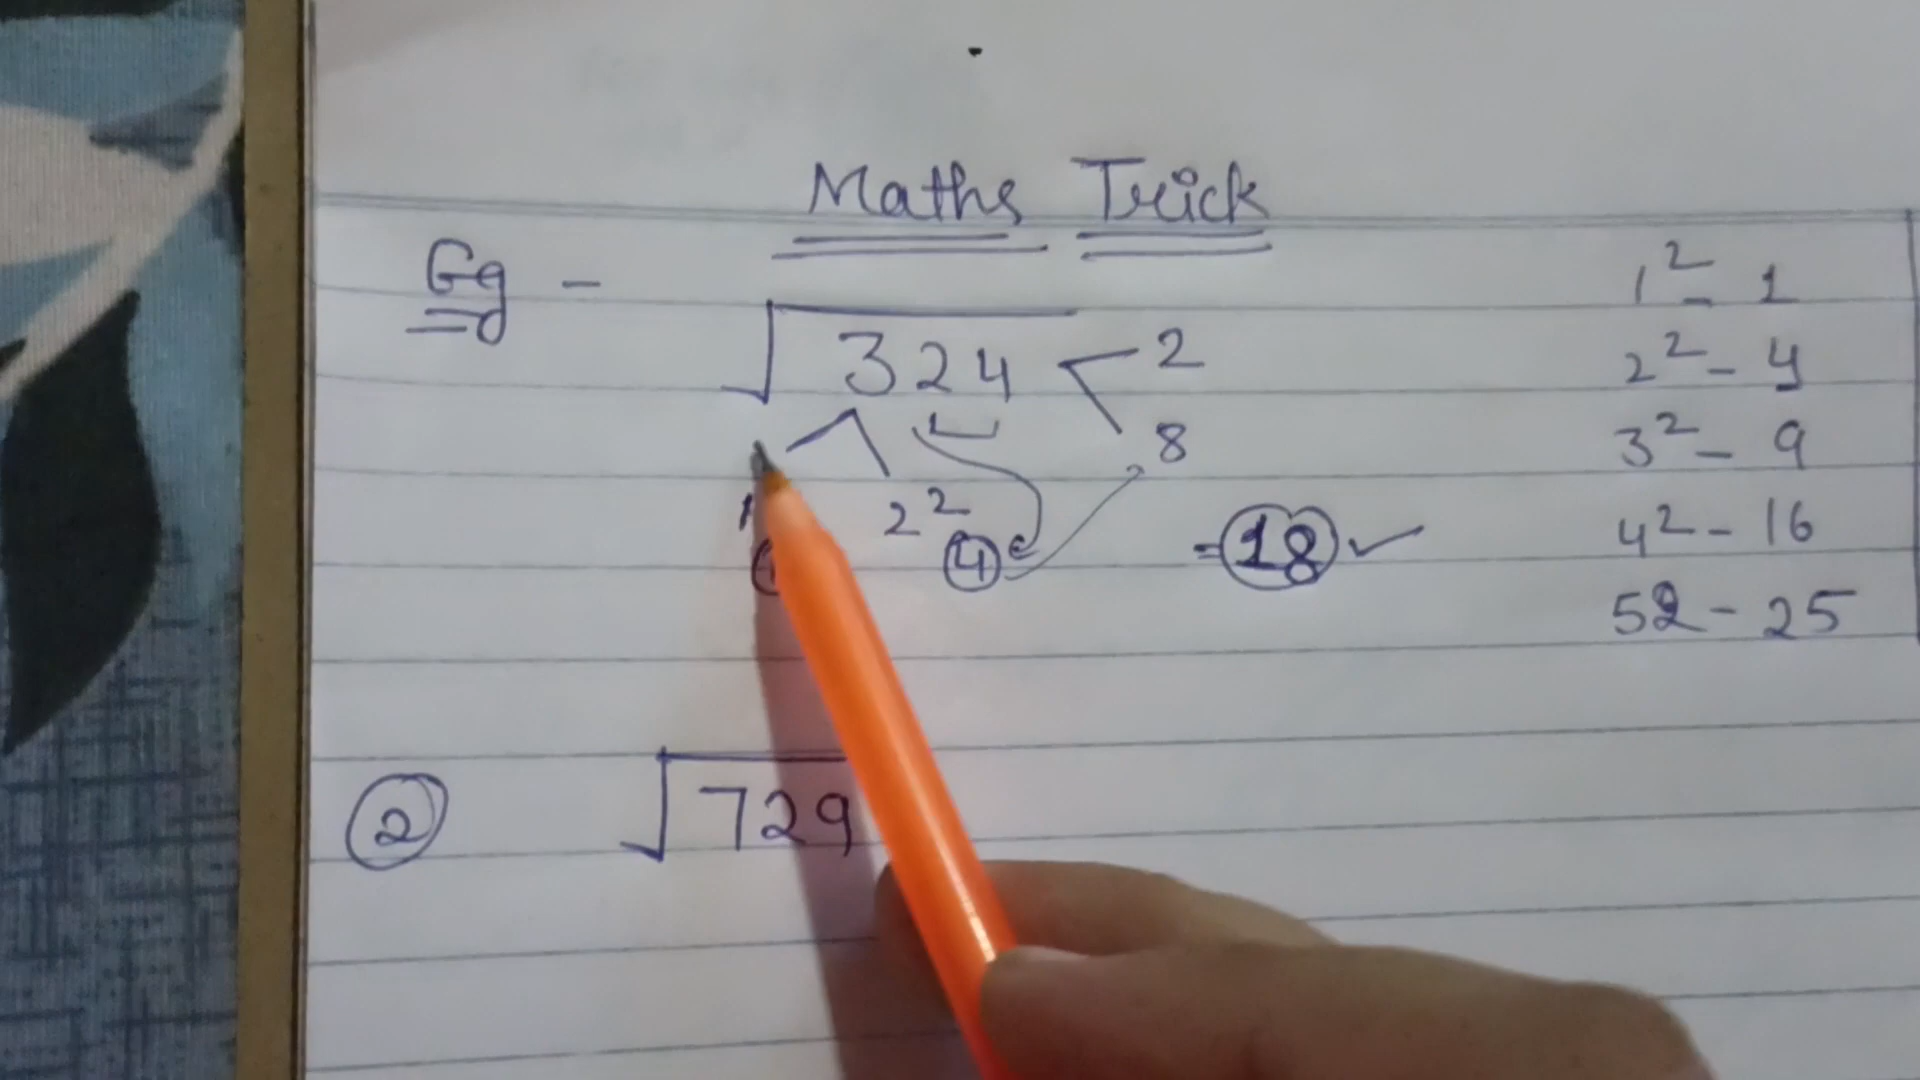 Maths Trick
Eg -
√324 < 2
8
2²
4
= 18 ✓
1² - 1
2² - 4
3² - 9
4² - 16
52 - 25
② √729